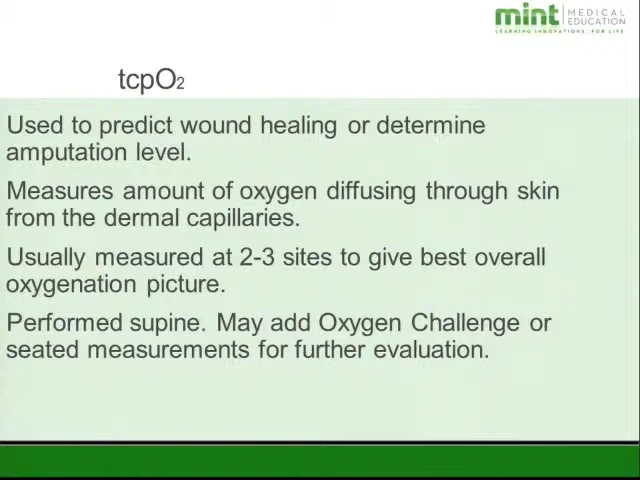 mint MEDICAL
EDUCATION
LEARNING INNOVATIONS. FOR LIFE
tcpO2
Used to predict wound healing or determine
amputation level.
Measures amount of oxygen diffusing through skin
from the dermal capillaries.
Usually measured at 2-3 sites to give best overall
oxygenation picture.
Performed supine. May add Oxygen Challenge or
seated measurements for further evaluation.